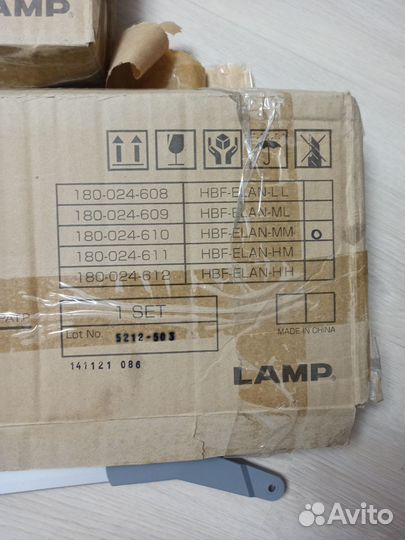 LAMP
180-024-608 HBF-ELAN-LL
180-024-609 HBF-ELAN-ML
180-024-610 HBF-ELAN-MM O
180-024-611 HBF-ELAN-HM
180-024-612 HBF-ELAN-HH
1 SET
Lot No. 5212-503
MADE IN CHINA
141121 086
LAMP®
Avito